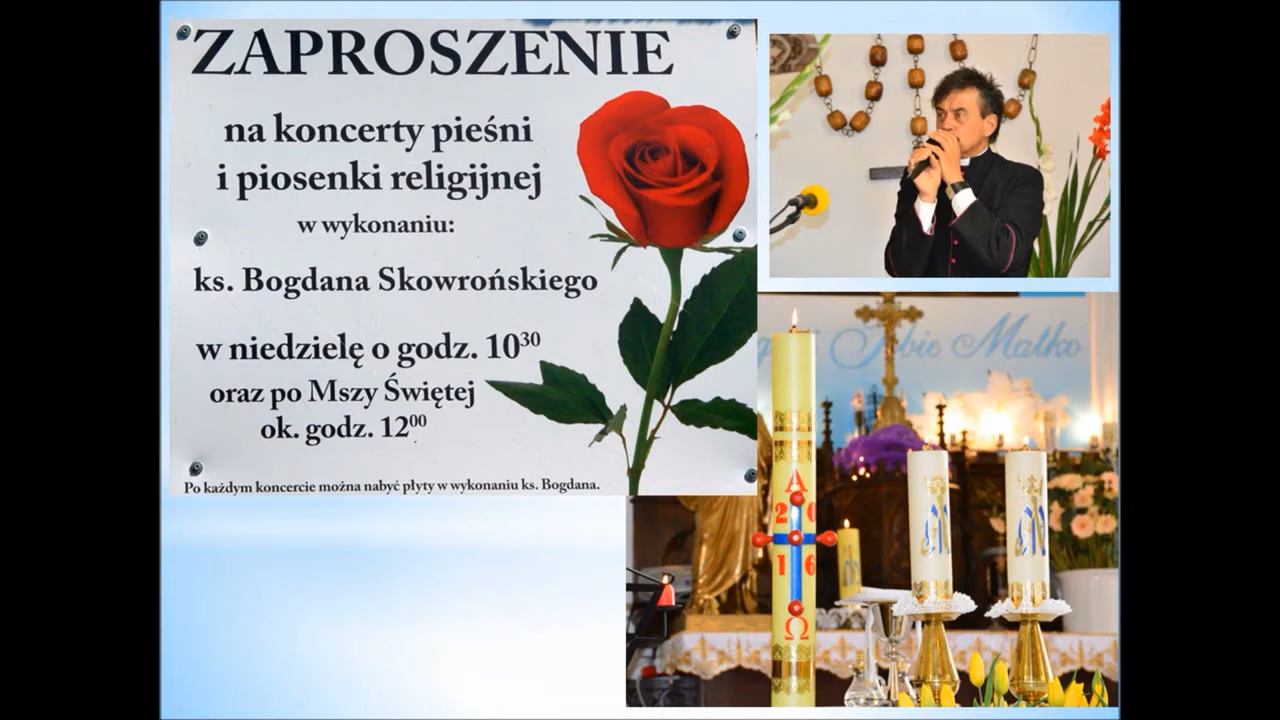 ZAPROSZENIE
na koncerty pieśni
i piosenki religijnej
w wykonaniu:
ks. Bogdana Skowrońskiego
w niedzielę o godz. 10³⁰
oraz po Mszy Świętej
ok. godz. 12⁰⁰
Po każdym koncercie można nabyć płyty w wykonaniu ks. Bogdana.
Tobie Matko
A
2 0
1 6
Ω